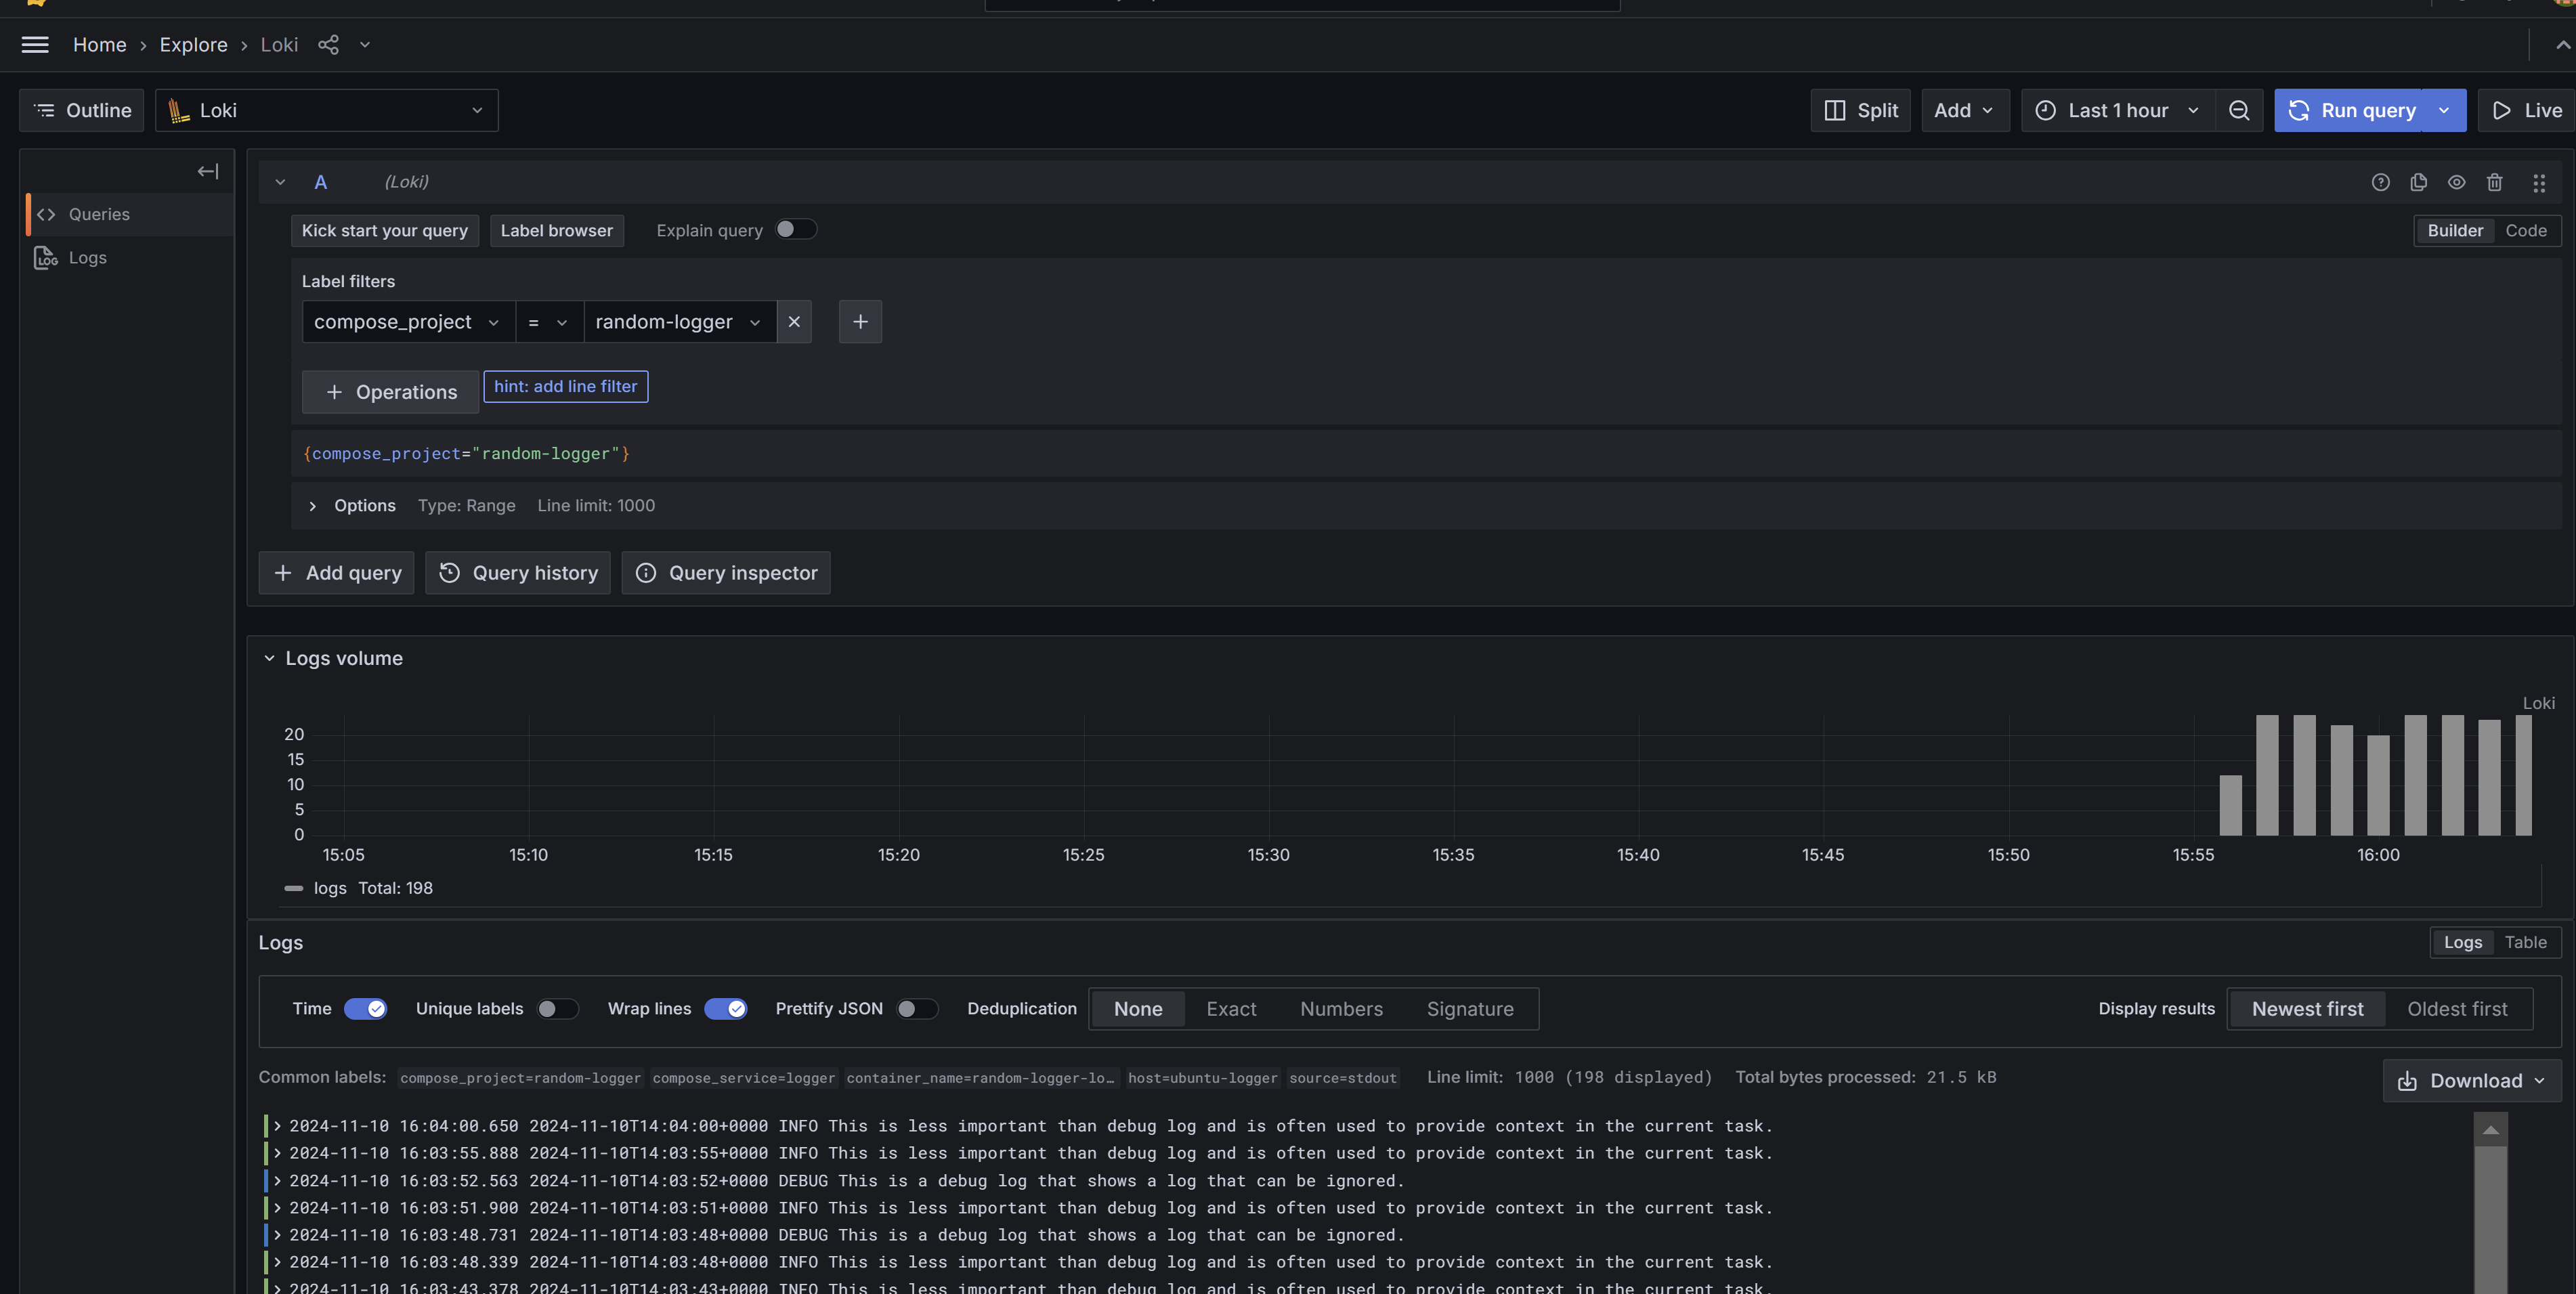 Home › Explore › Loki
Outline Loki Split Add Last 1 hour Run query Live
A (Loki)
Queries
Kick start your query Label browser Explain query Builder Code
Logs
Label filters
compose_project = random-logger
Operations hint: add line filter
{compose_project="random-logger"}
Options Type: Range Line limit: 1000
Add query Query history Query inspector
Logs volume
Loki
20
15
10
5
0
15:05 15:10 15:15 15:20 15:25 15:30 15:35 15:40 15:45 15:50 15:55 16:00
logs Total: 198
Logs Logs Table
Time Unique labels Wrap lines Prettify JSON Deduplication None Exact Numbers Signature Display results Newest first Oldest first
Common labels: compose_project=random-logger compose_service=logger container_name=random-logger-lo… host=ubuntu-logger source=stdout Line limit: 1000 (198 displayed) Total bytes processed: 21.5 kB Download
2024-11-10 16:04:00.650 2024-11-10T14:04:00+0000 INFO This is less important than debug log and is often used to provide context in the current task.
2024-11-10 16:03:55.888 2024-11-10T14:03:55+0000 INFO This is less important than debug log and is often used to provide context in the current task.
2024-11-10 16:03:52.563 2024-11-10T14:03:52+0000 DEBUG This is a debug log that shows a log that can be ignored.
2024-11-10 16:03:51.900 2024-11-10T14:03:51+0000 INFO This is less important than debug log and is often used to provide context in the current task.
2024-11-10 16:03:48.731 2024-11-10T14:03:48+0000 DEBUG This is a debug log that shows a log that can be ignored.
2024-11-10 16:03:48.339 2024-11-10T14:03:48+0000 INFO This is less important than debug log and is often used to provide context in the current task.
2024-11-10 16:03:43.378 2024-11-10T14:03:43+0000 INFO This is less important than debug log and is often used to provide context in the current task.